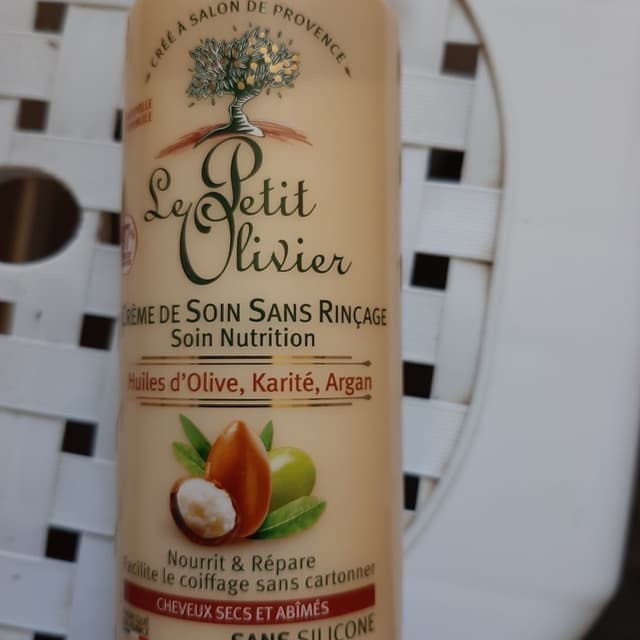 CRÉÉ À SALON DE PROVENCE
Le Petit
Olivier
CRÈME DE SOIN SANS RINÇAGE
Soin Nutrition
Huiles d'Olive, Karité, Argan
Nourrit & Répare
Facilite le coiffage sans cartonner
CHEVEUX SECS ET ABÎMÉS
SANS SILICONE